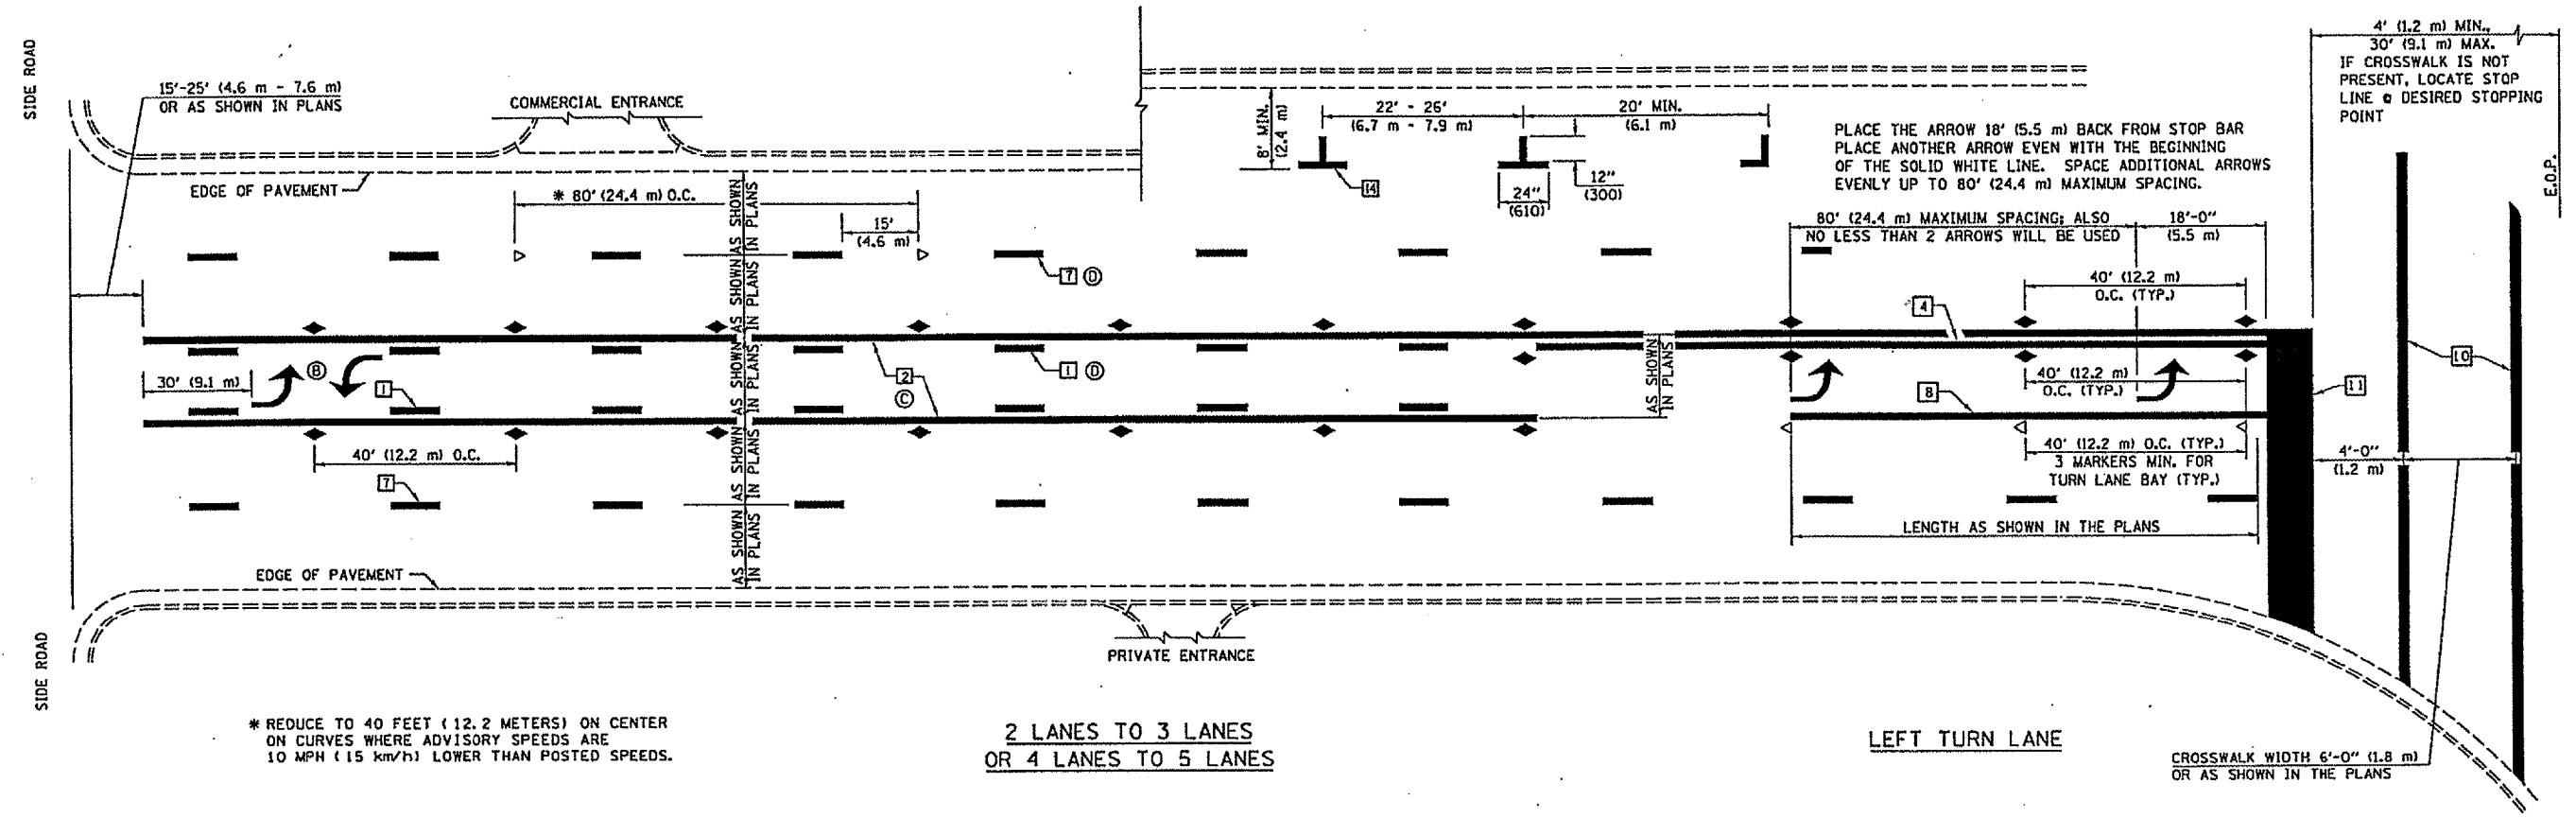 SIDE ROAD
15'-25' (4.6 m - 7.6 m)
OR AS SHOWN IN PLANS
COMMERCIAL ENTRANCE
EDGE OF PAVEMENT
* 80' (24.4 m) O.C.
15'
(4.6 m)
AS SHOWN
IN PLANS
AS SHOWN
IN PLANS
AS SHOWN
IN PLANS
AS SHOWN
IN PLANS
AS SHOWN
IN PLANS
8' MIN.
(2.4 m)
22' - 26'
(6.7 m - 7.9 m)
20' MIN.
(6.1 m)
14
24"
(610)
12"
(300)
4' (1.2 m) MIN.,
30' (9.1 m) MAX.
IF CROSSWALK IS NOT
PRESENT, LOCATE STOP
LINE @ DESIRED STOPPING
POINT
E.O.P.
PLACE THE ARROW 18' (5.5 m) BACK FROM STOP BAR
PLACE ANOTHER ARROW EVEN WITH THE BEGINNING
OF THE SOLID WHITE LINE. SPACE ADDITIONAL ARROWS
EVENLY UP TO 80' (24.4 m) MAXIMUM SPACING.
80' (24.4 m) MAXIMUM SPACING; ALSO
NO LESS THAN 2 ARROWS WILL BE USED
18'-0"
(5.5 m)
7 D
40' (12.2 m)
O.C. (TYP.)
4
30' (9.1 m)
B
1
2
C
1 D
AS SHOWN
IN PLANS
40' (12.2 m)
O.C. (TYP.)
8
10
11
40' (12.2 m) O.C.
7
40' (12.2 m) O.C. (TYP.)
3 MARKERS MIN. FOR
TURN LANE BAY (TYP.)
4'-0"
(1.2 m)
LENGTH AS SHOWN IN THE PLANS
EDGE OF PAVEMENT
SIDE ROAD
PRIVATE ENTRANCE
* REDUCE TO 40 FEET (12.2 METERS) ON CENTER
ON CURVES WHERE ADVISORY SPEEDS ARE
10 MPH (15 km/h) LOWER THAN POSTED SPEEDS.
2 LANES TO 3 LANES
OR 4 LANES TO 5 LANES
LEFT TURN LANE
CROSSWALK WIDTH 6'-0" (1.8 m)
OR AS SHOWN IN THE PLANS